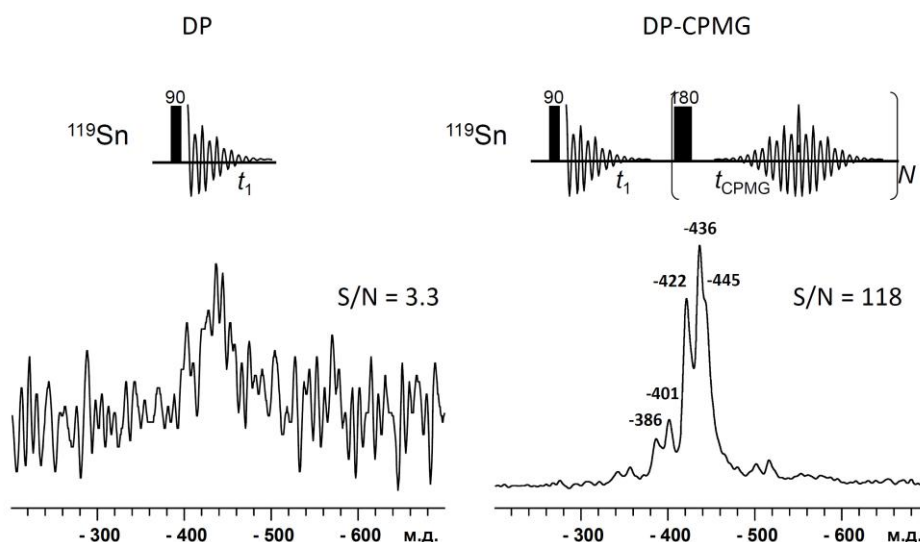 DP
DP-CPMG
90
¹¹⁹Sn
t₁
90
180
¹¹⁹Sn
t₁
t_CPMG
N
S/N = 3.3
-436
-422
-445
S/N = 118
-401
-386
- 300 - 400 - 500 - 600 м.д.
- 300 - 400 - 500 - 600 м.д.